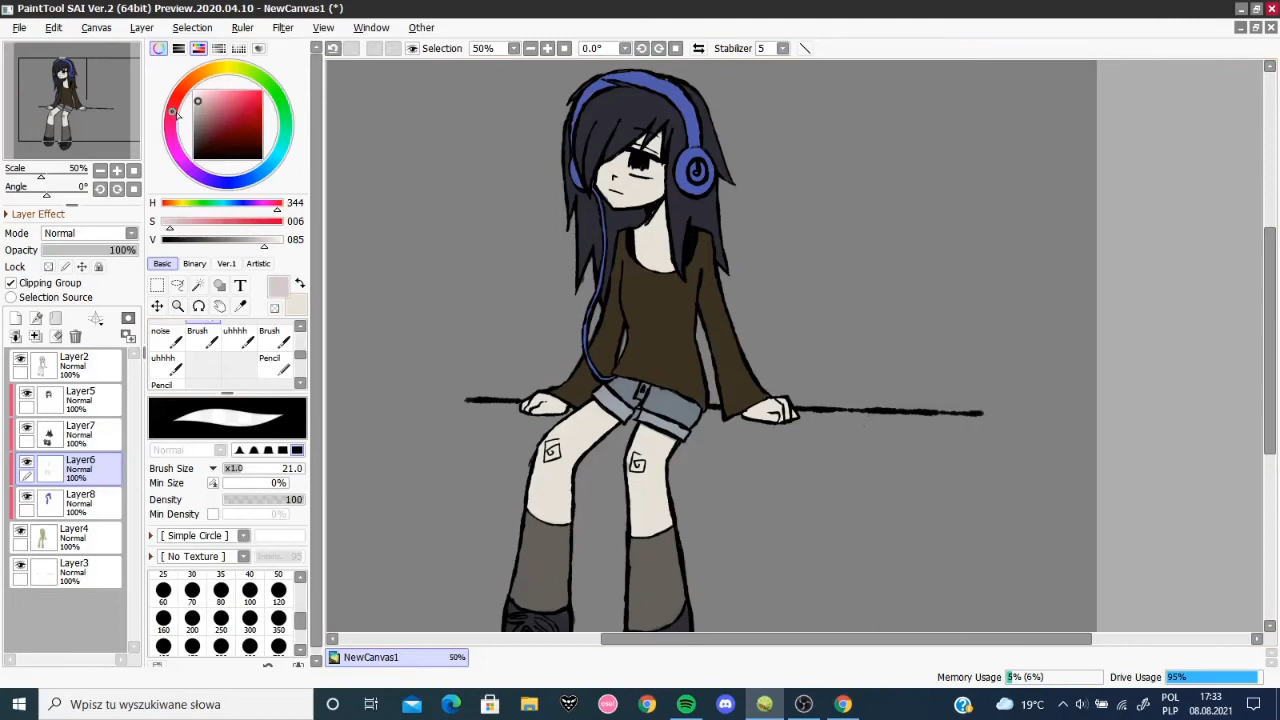 PaintTool SAI Ver.2 (64bit) Preview.2020.04.10 - NewCanvas1 (*)
File Edit Canvas Layer Selection Ruler Filter View Window Other
Selection 50% 0.0° Stabilizer 5
Scale 50%
Angle 0°
Layer Effect
Mode Normal
Opacity 100%
Lock
Clipping Group
Selection Source
Layer2
Normal
100%
Layer5
Normal
100%
Layer7
Normal
100%
Layer6
Normal
100%
Layer8
Normal
100%
Layer4
Normal
100%
Layer3
Normal
100%
H 344
S 006
V 085
Basic Binary Ver.1 Artistic
T
noise Brush uhhhh Brush
uhhhh Pencil
Pencil
Normal
Brush Size x1.0 21.0
Min Size 0%
Density 100
Min Density 0%
[ Simple Circle ]
[ No Texture ] 95
25 30 35 40 50
60 70 80 100 120
160 200 250 300 350
NewCanvas1 50%
Memory Usage 5% (6%) Drive Usage 95%
Wpisz tu wyszukiwane słowa
osu!
19°C
POL
PLP
17:33
08.08.2021